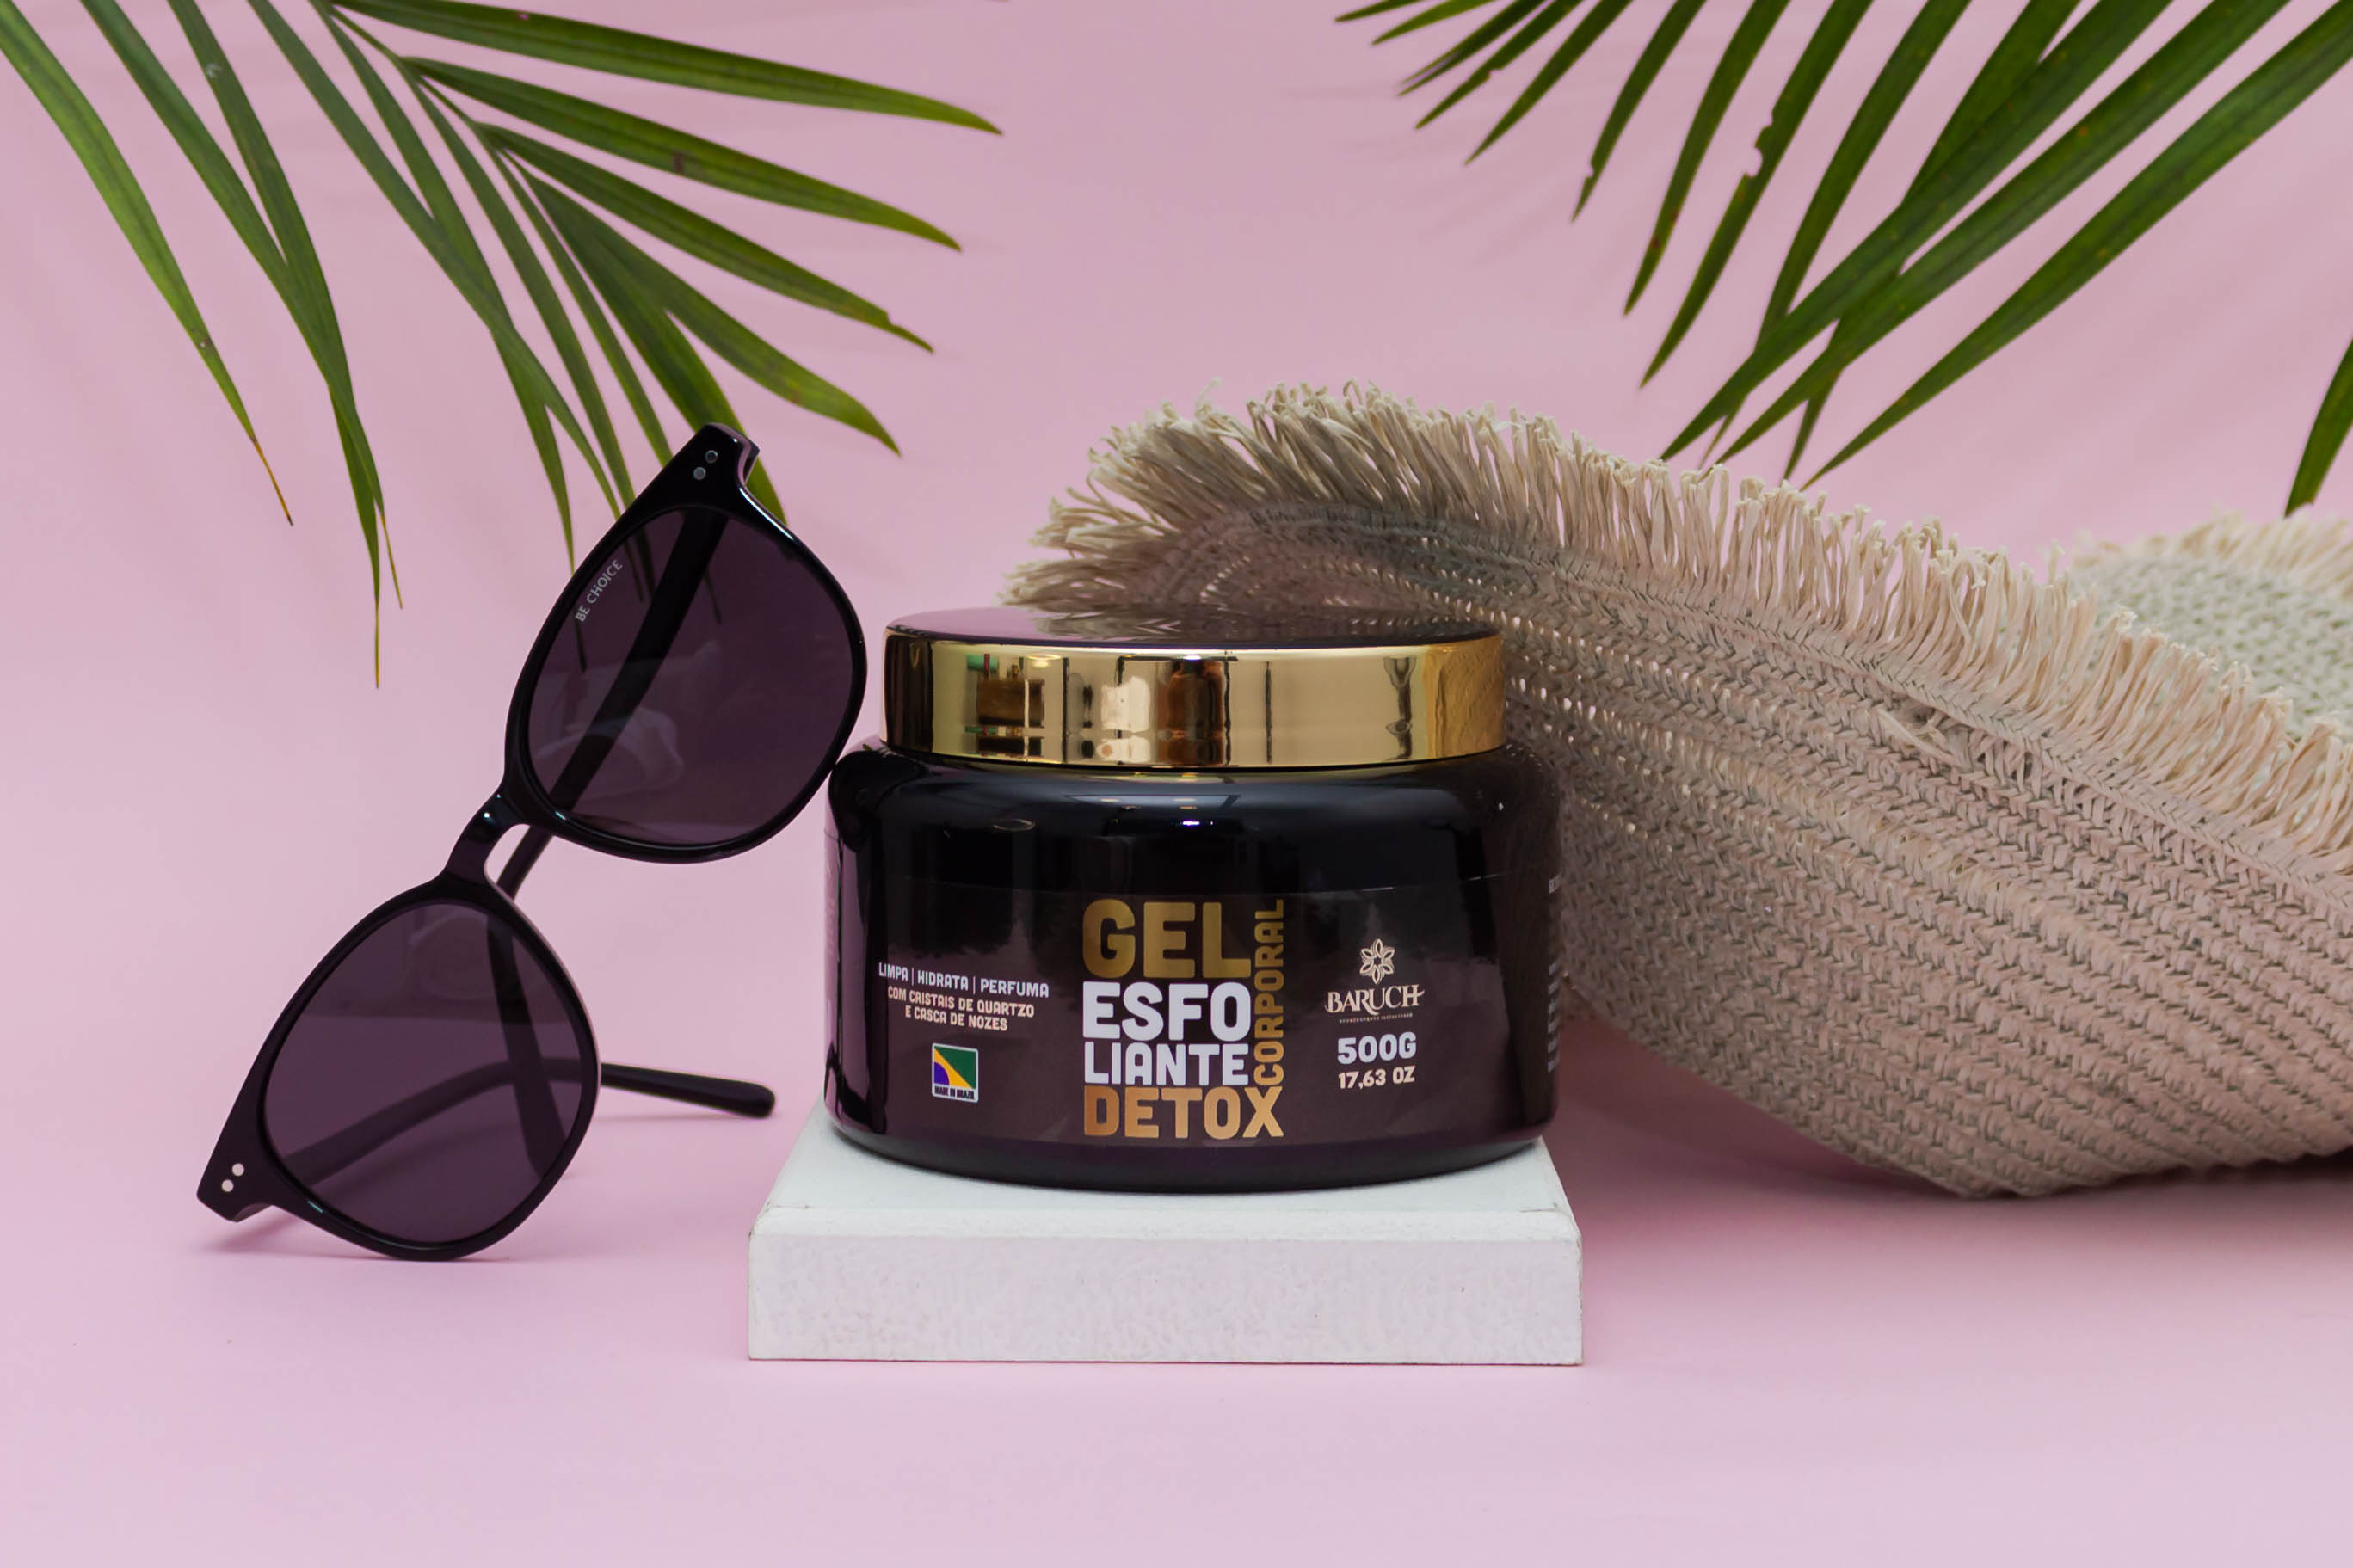 BE CHOICE
LIMPA | HIDRATA | PERFUMA
COM CRISTAIS DE QUARTZO
E CASCA DE NOZES
MADE IN BRAZIL
GEL
ESFO
LIANTE
DETOX
CORPORAL
BARUCH
500G
17,63 OZ